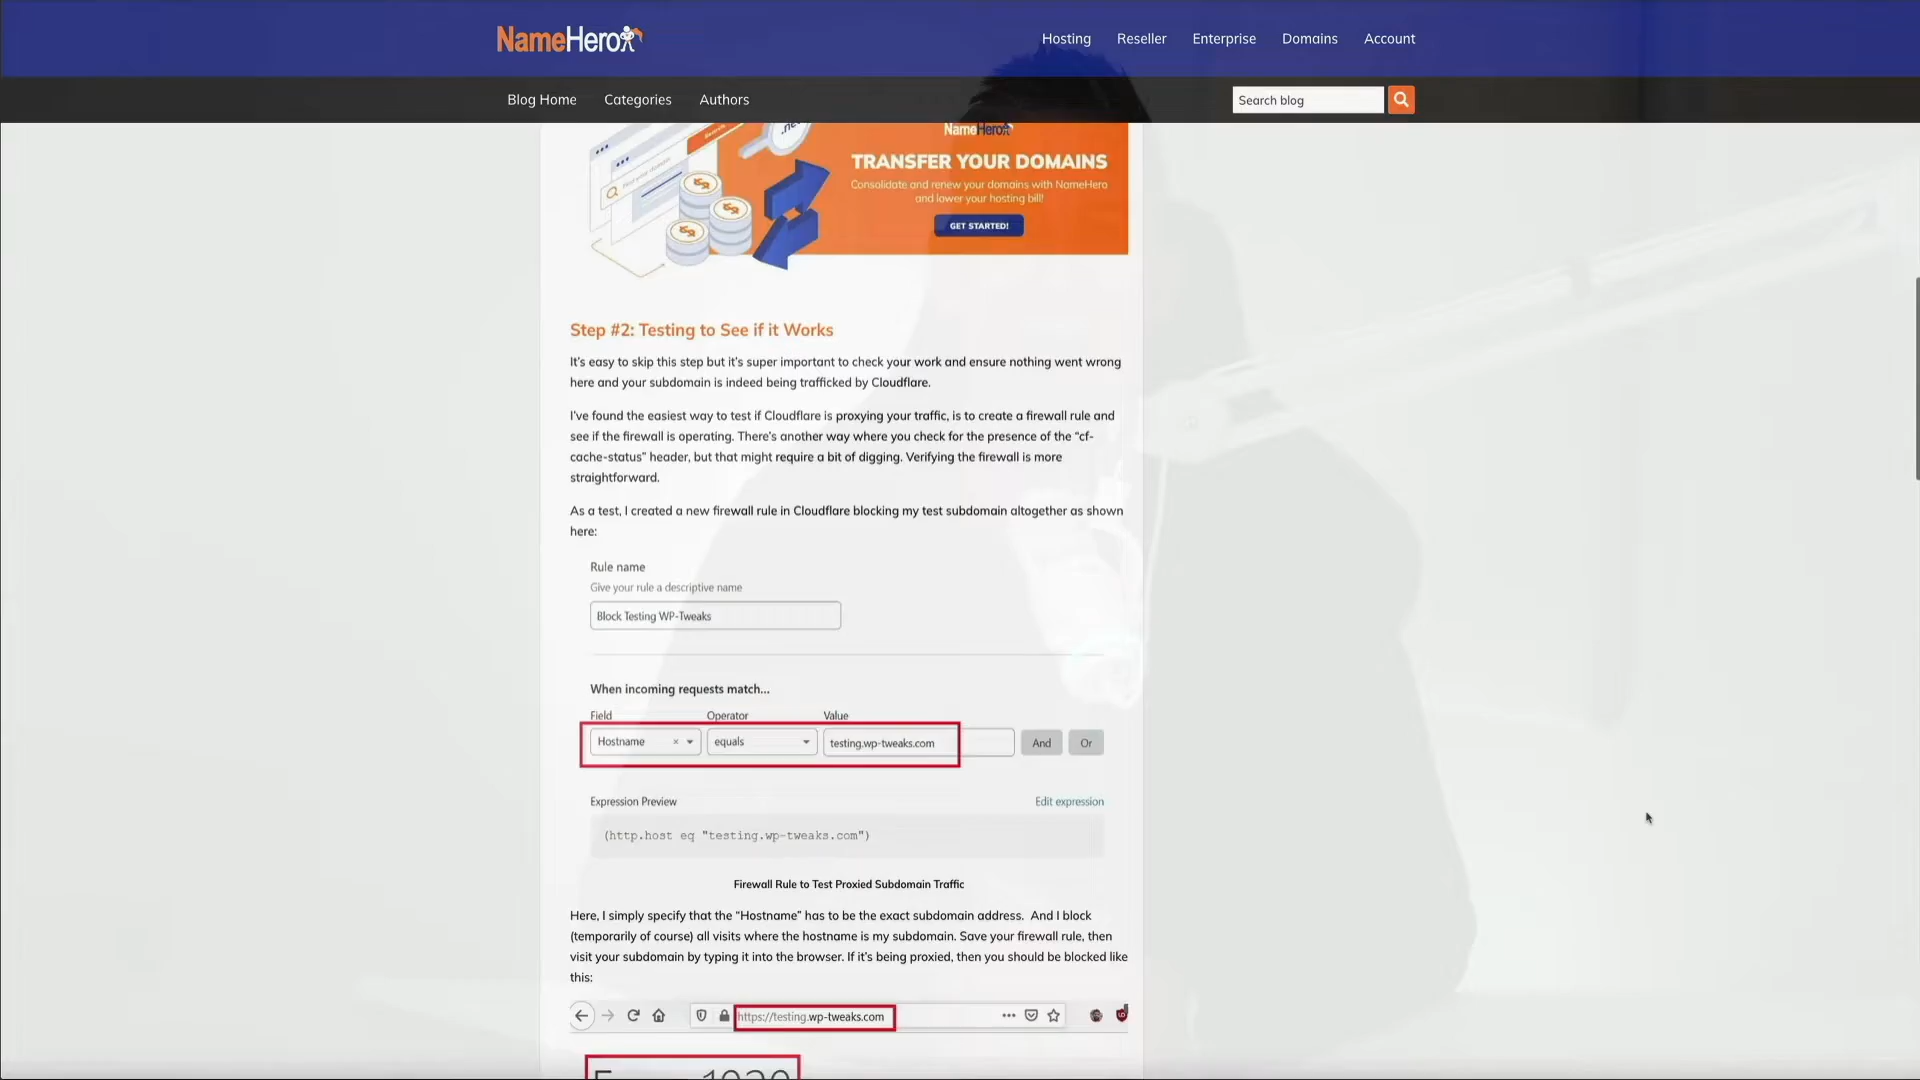 NameHero
Hosting Reseller Enterprise Domains Account
Blog Home Categories Authors
Search blog
NameHero
TRANSFER YOUR DOMAINS
Consolidate and renew your domains with NameHero
and lower your hosting bill!
GET STARTED!
Step #2: Testing to See if it Works
It's easy to skip this step but it's super important to check your work and ensure nothing went wrong
here and your subdomain is indeed being trafficked by Cloudflare.
I've found the easiest way to test if Cloudflare is proxying your traffic, is to create a firewall rule and
see if the firewall is operating. There's another way where you check for the presence of the “cf-
cache-status” header, but that might require a bit of digging. Verifying the firewall is more
straightforward.
As a test, I created a new firewall rule in Cloudflare blocking my test subdomain altogether as shown
here:
Rule name
Give your rule a descriptive name
Block Testing WP-Tweaks
When incoming requests match...
Field Operator Value
Hostname × equals testing.wp-tweaks.com And Or
Expression Preview Edit expression
(http.host eq "testing.wp-tweaks.com")
Firewall Rule to Test Proxied Subdomain Traffic
Here, I simply specify that the “Hostname” has to be the exact subdomain address. And I block
(temporarily of course) all visits where the hostname is my subdomain. Save your firewall rule, then
visit your subdomain by typing it into the browser. If it's being proxied, then you should be blocked like
this:
https://testing.wp-tweaks.com